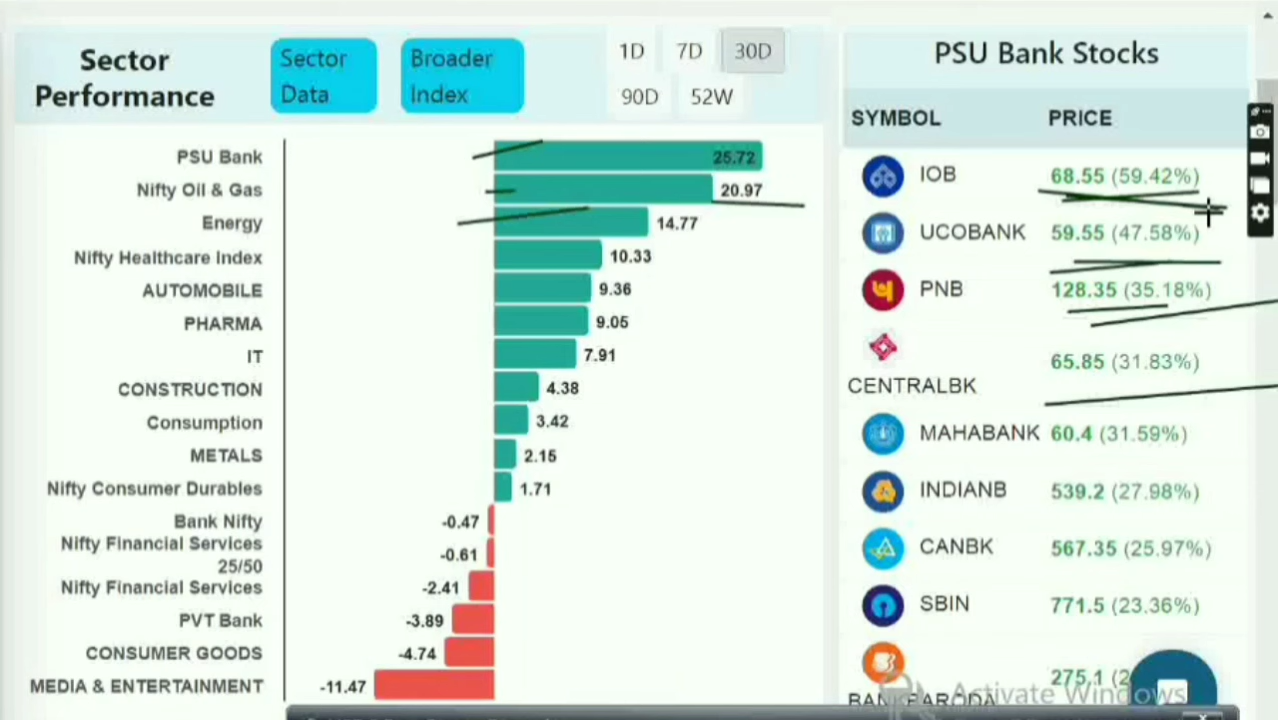 Sector
Performance
Sector
Data
Broader
Index
1D 7D 30D
90D 52W
PSU Bank 25.72
Nifty Oil & Gas 20.97
Energy 14.77
Nifty Healthcare Index 10.33
AUTOMOBILE 9.36
PHARMA 9.05
IT 7.91
CONSTRUCTION 4.38
Consumption 3.42
METALS 2.15
Nifty Consumer Durables 1.71
Bank Nifty -0.47
Nifty Financial Services
25/50 -0.61
Nifty Financial Services -2.41
PVT Bank -3.89
CONSUMER GOODS -4.74
MEDIA & ENTERTAINMENT -11.47
PSU Bank Stocks
SYMBOL PRICE
IOB 68.55 (59.42%)
UCOBANK 59.55 (47.58%)
PNB 128.35 (35.18%)
CENTRALBK 65.85 (31.83%)
MAHABANK 60.4 (31.59%)
INDIANB 539.2 (27.98%)
CANBK 567.35 (25.97%)
SBIN 771.5 (23.36%)
275.1
Activate Windows